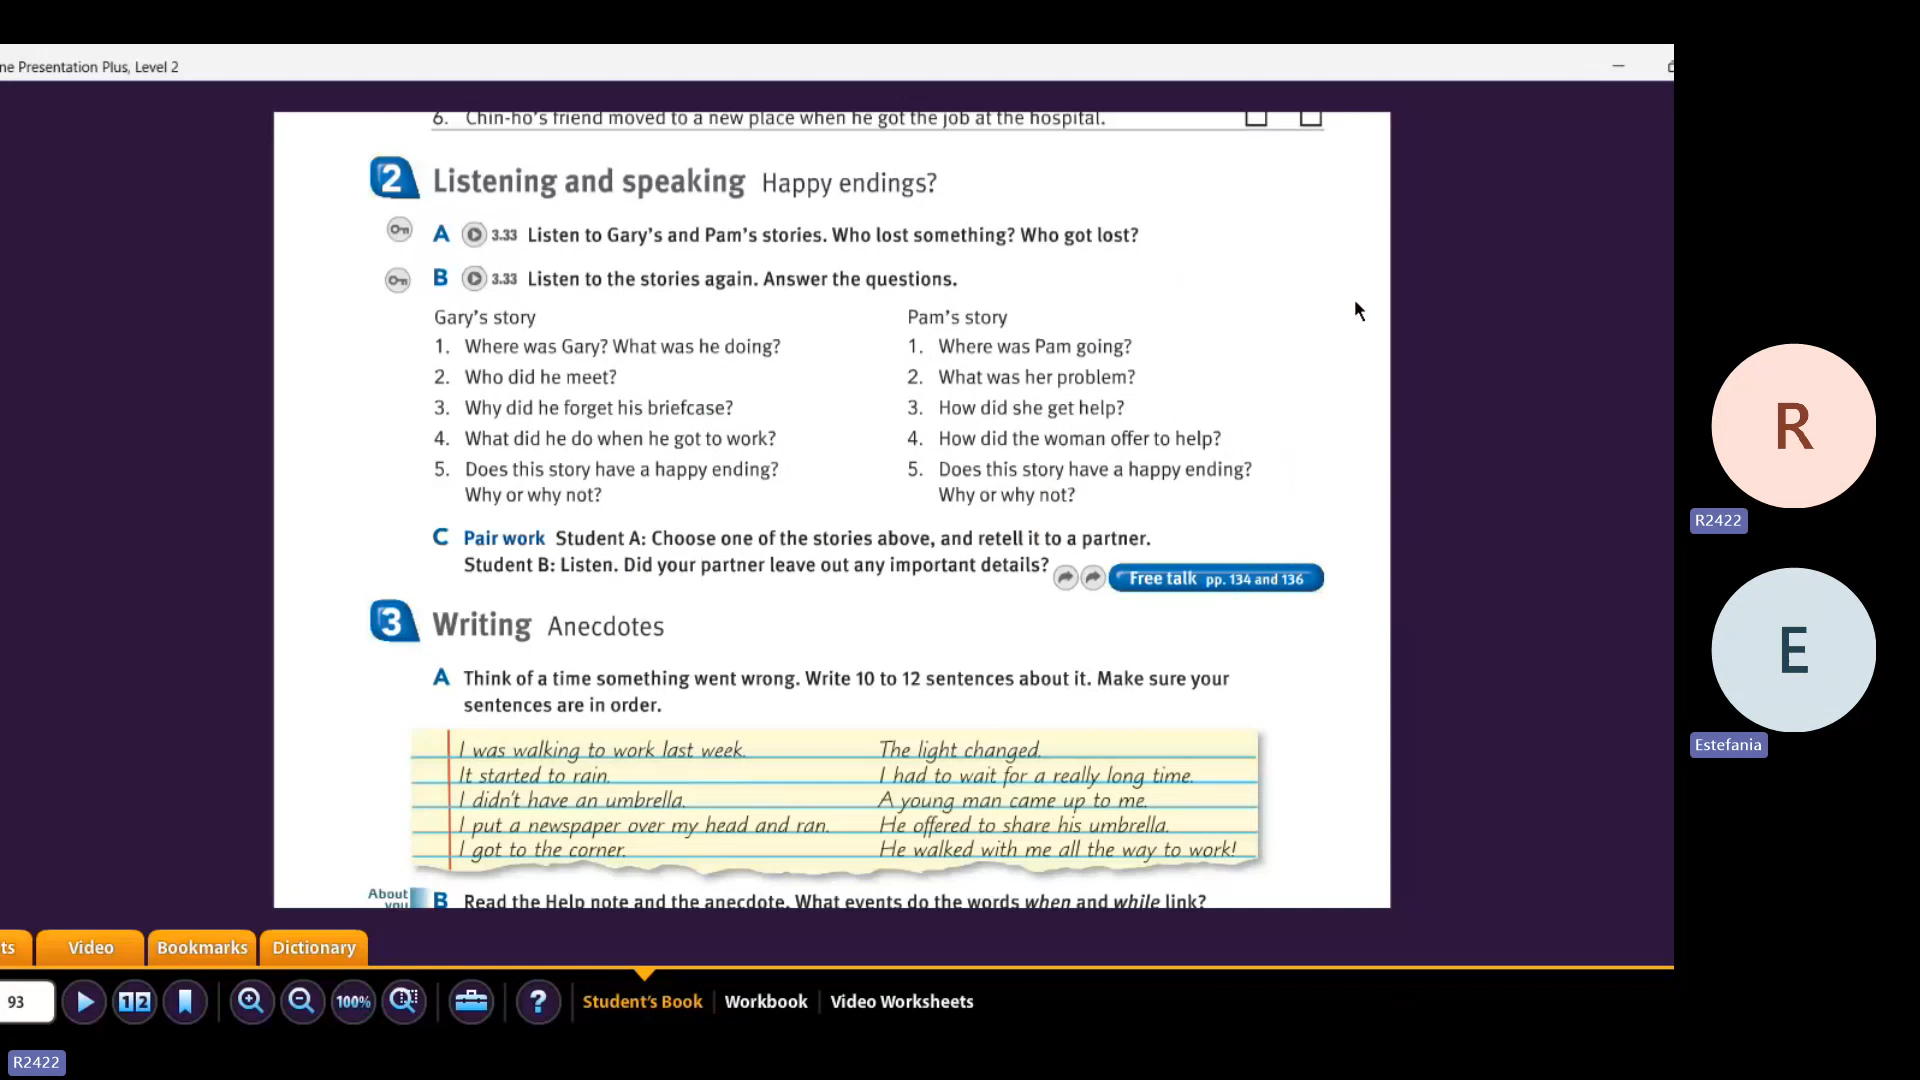 ne Presentation Plus, Level 2
6. Chin-ho's friend moved to a new place when he got the job at the hospital.
2 Listening and speaking Happy endings?
A 3.33 Listen to Gary's and Pam's stories. Who lost something? Who got lost?
B 3.33 Listen to the stories again. Answer the questions.
Gary's story
1. Where was Gary? What was he doing?
2. Who did he meet?
3. Why did he forget his briefcase?
4. What did he do when he got to work?
5. Does this story have a happy ending?
Why or why not?
Pam's story
1. Where was Pam going?
2. What was her problem?
3. How did she get help?
4. How did the woman offer to help?
5. Does this story have a happy ending?
Why or why not?
C Pair work Student A: Choose one of the stories above, and retell it to a partner.
Student B: Listen. Did your partner leave out any important details?
Free talk pp. 134 and 136
3 Writing Anecdotes
A Think of a time something went wrong. Write 10 to 12 sentences about it. Make sure your
sentences are in order.
I was walking to work last week.
It started to rain.
I didn't have an umbrella.
I put a newspaper over my head and ran.
I got to the corner.
The light changed.
I had to wait for a really long time.
A young man came up to me.
He offered to share his umbrella.
He walked with me all the way to work!
About
you
B Read the Help note and the anecdote. What events do the words when and while link?
R
R2422
E
Estefania
ts Video Bookmarks Dictionary
93 1 2 100% ? Student's Book Workbook Video Worksheets
R2422